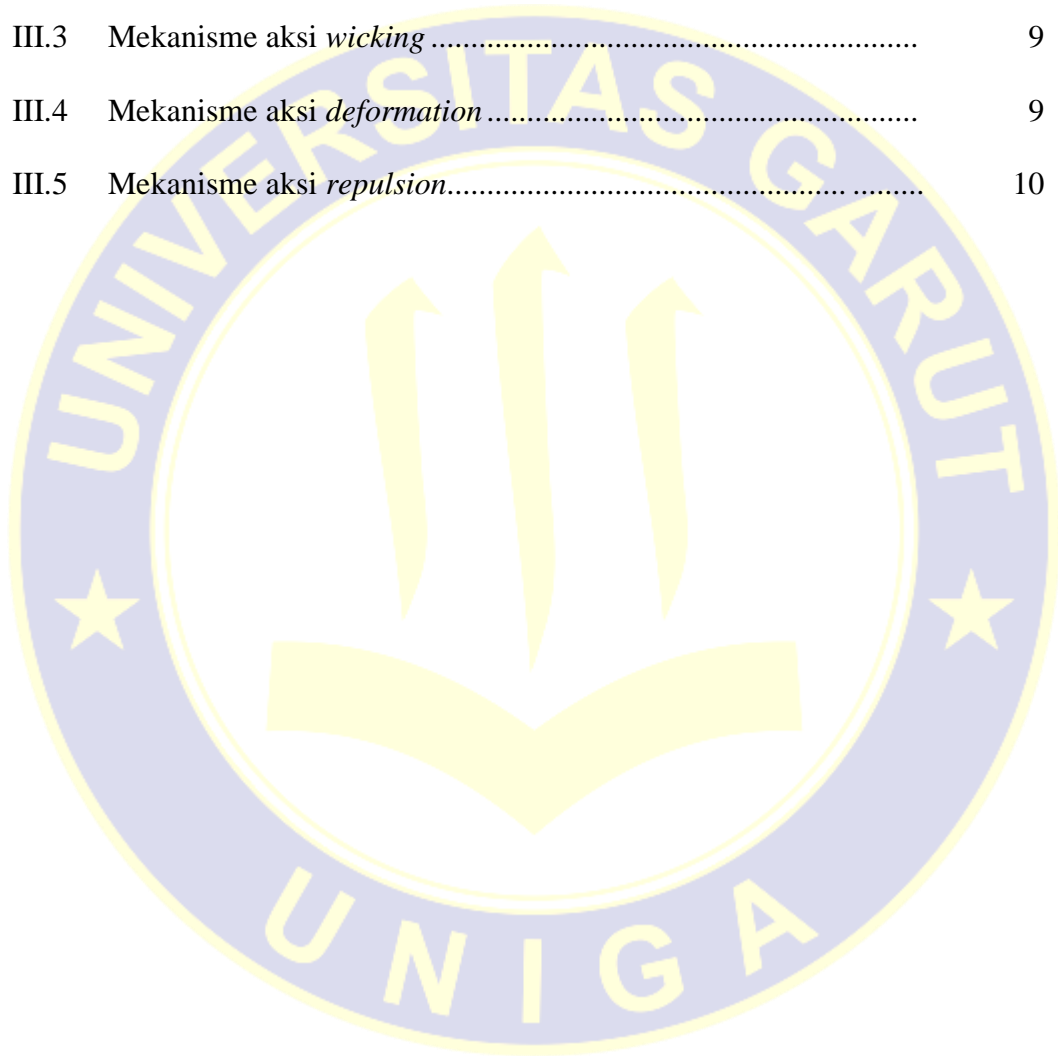 III.3 Mekanisme aksi wicking ............................................................. 9
III.4 Mekanisme aksi deformation ...................................................... 9
III.5 Mekanisme aksi repulsion.................................................. ......... 10
UNIVERSITAS GARUT
UNIGA